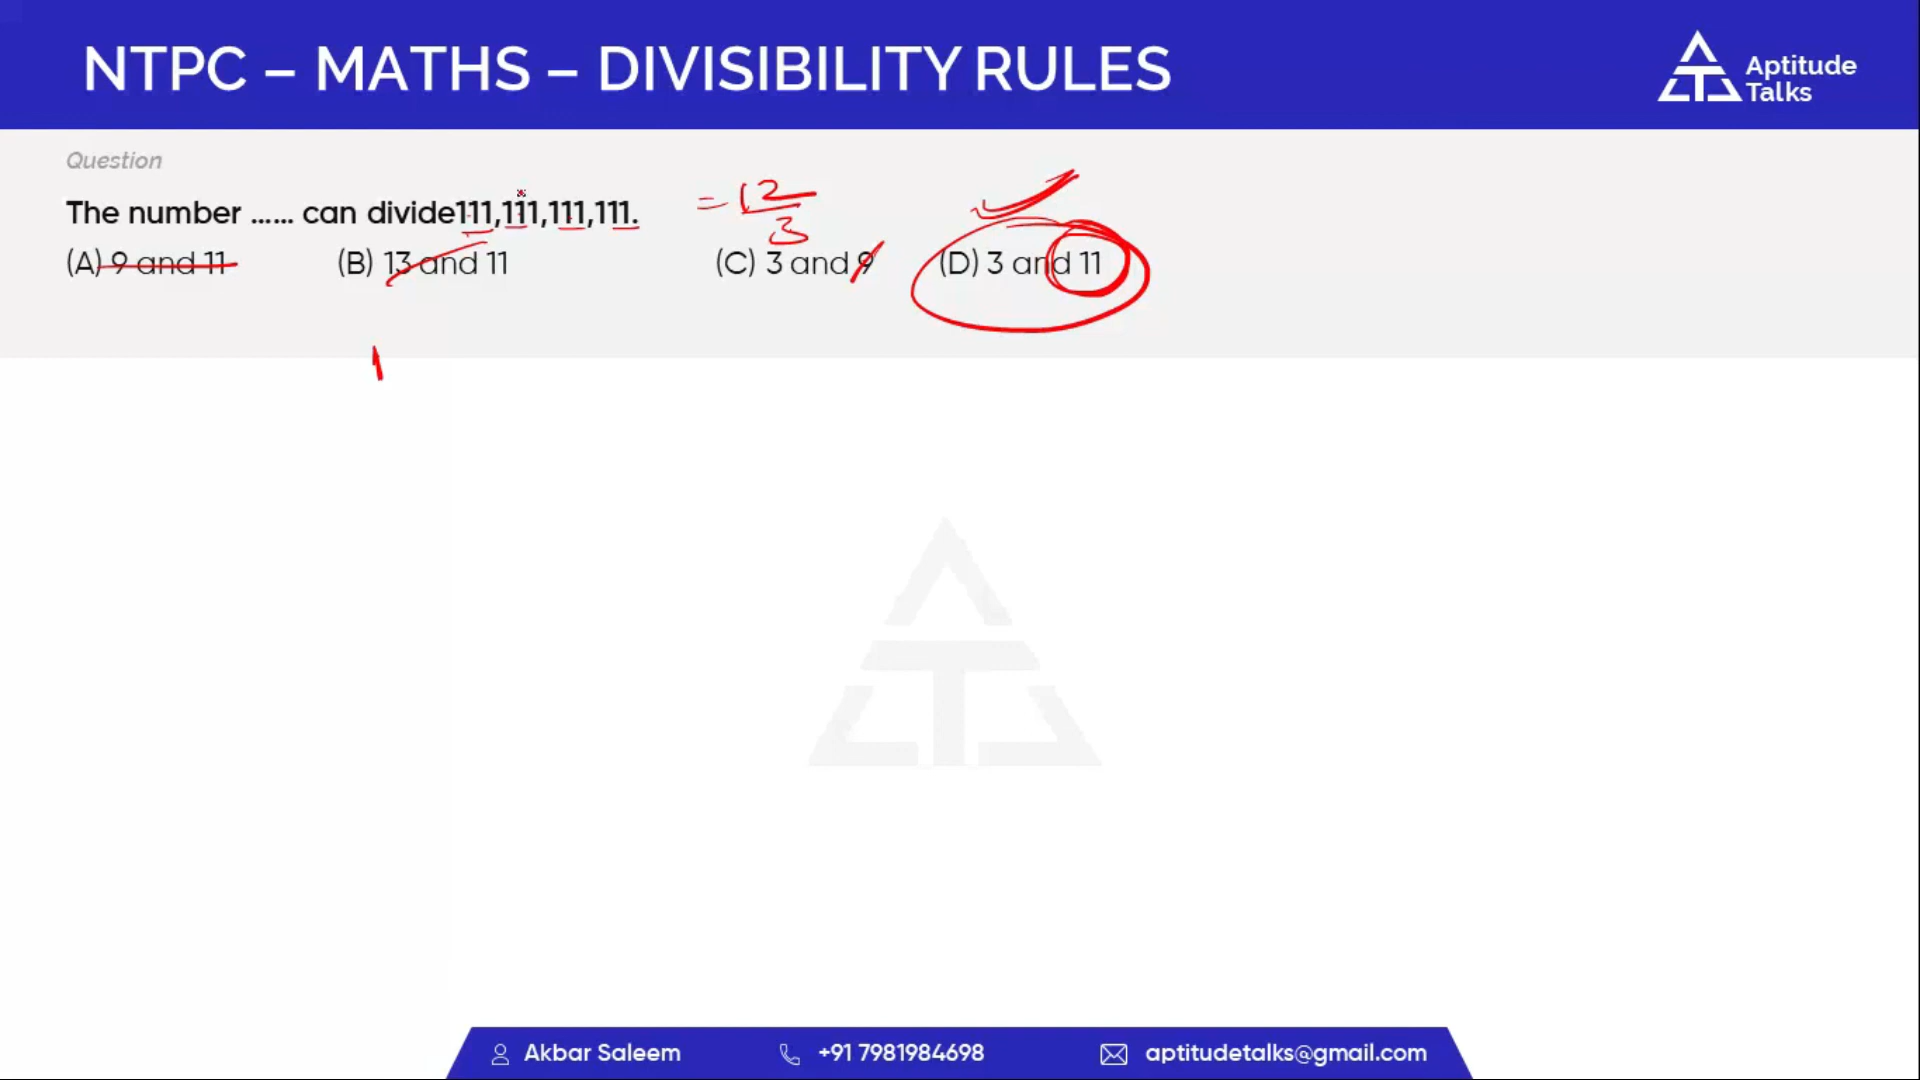 NTPC – MATHS – DIVISIBILITY RULES
Aptitude
Talks
Question
The number ...... can divide111,111,111,111.
= 12
3
(A) 9 and 11 (B) 13 and 11 (C) 3 and 9 (D) 3 and 11
1
Akbar Saleem +91 7981984698 aptitudetalks@gmail.com